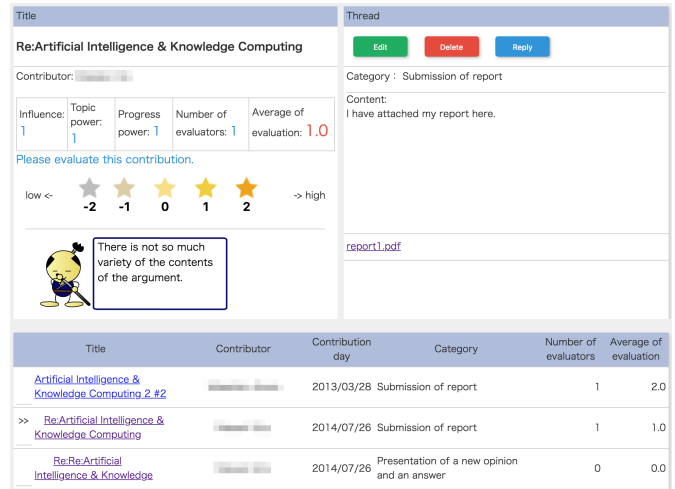 Title
Re:Artificial Intelligence & Knowledge Computing
Contributor:
Influence:
1
Topic
power:
1
Progress
power: 1
Number of
evaluators: 1
Average of
evaluation: 1.0
Please evaluate this contribution.
low <-
-2
-1
0
1
2
-> high
There is not so much
variety of the contents
of the argument.
Thread
Edit
Delete
Reply
Category : Submission of report
Content:
I have attached my report here.
report1.pdf
Title
Contributor
Contribution
day
Category
Number of
evaluators
Average of
evaluation
Artificial Intelligence &
Knowledge Computing 2 #2
2013/03/28
Submission of report
1
2.0
>> Re:Artificial Intelligence &
Knowledge Computing
2014/07/26
Submission of report
1
1.0
Re:Re:Artificial
Intelligence & Knowledge
2014/07/26
Presentation of a new opinion
and an answer
0
0.0